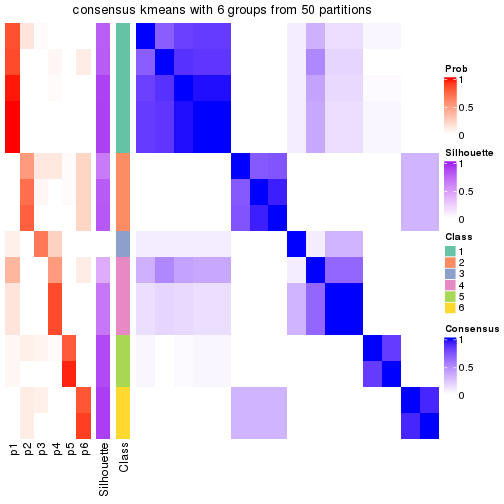 consensus kmeans with 6 groups from 50 partitions
Prob
1
0.5
0
Silhouette
1
0.5
0
Class
1
2
3
4
5
6
Consensus
1
0.5
0
p1
p2
p3
p4
p5
p6
Silhouette
Class